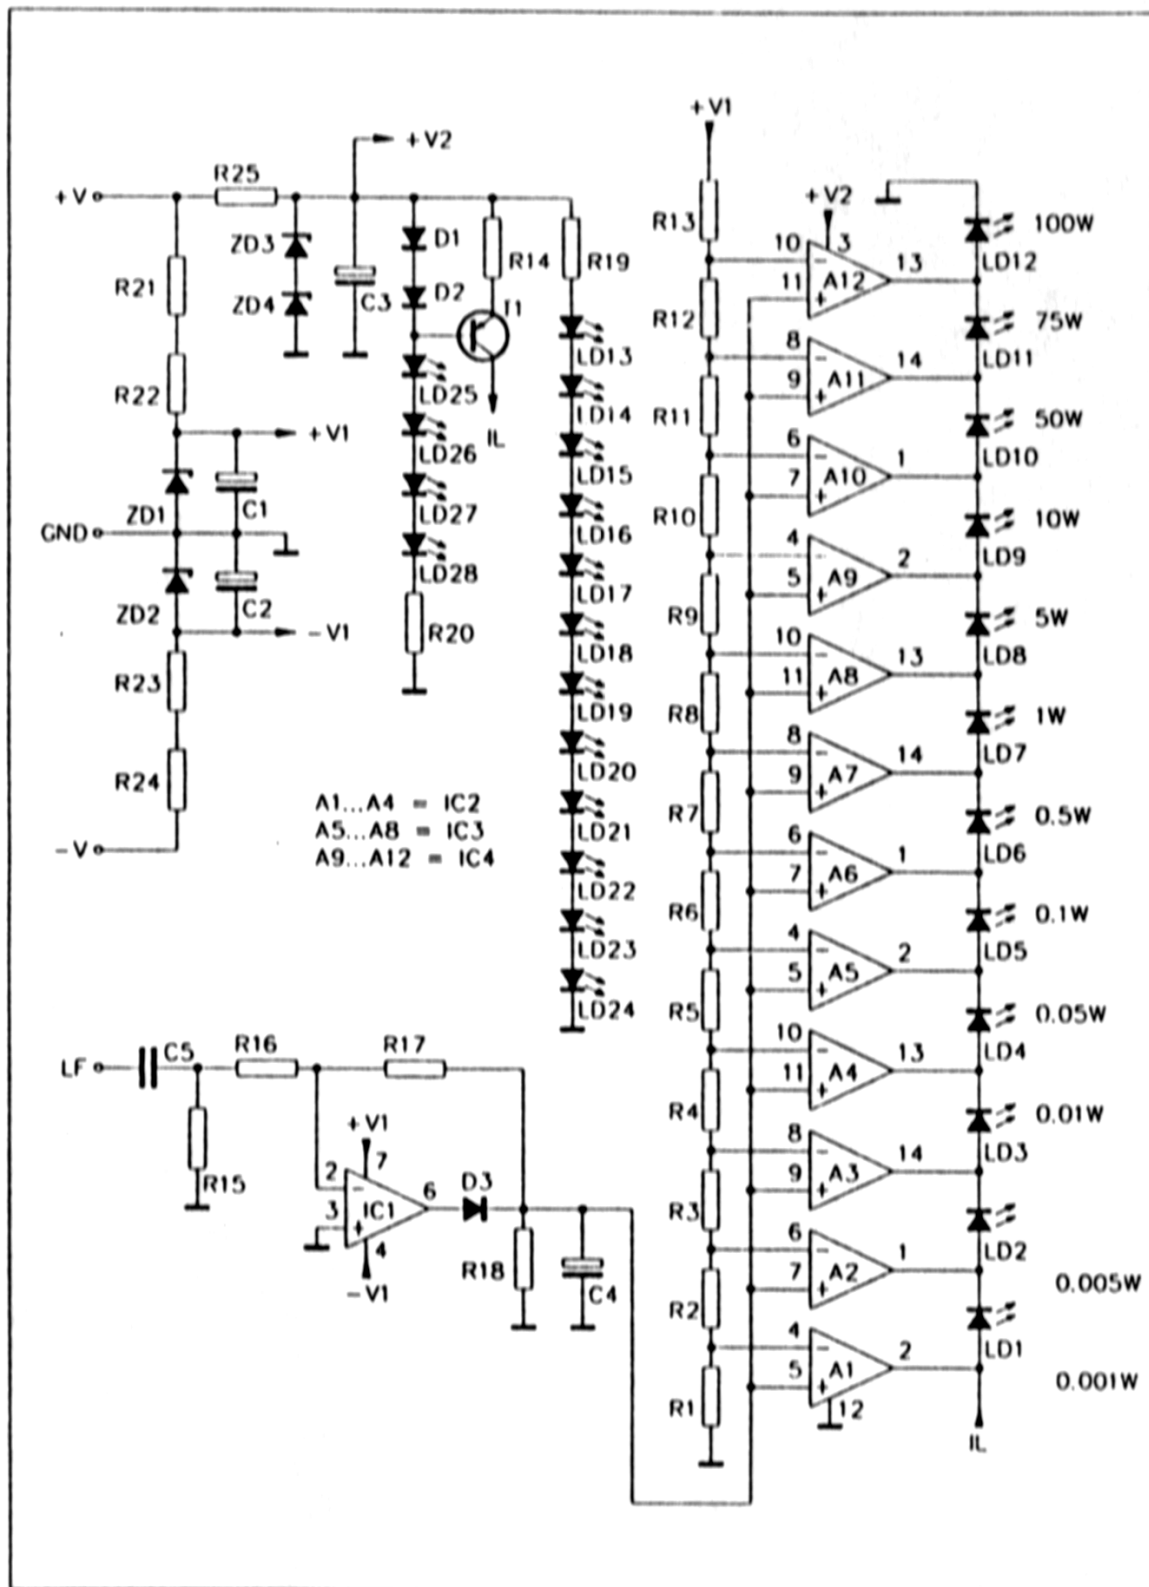 +V1
+V2
R25
+V
R13
+V2
100W
ZD3
D1
10
3
LD12
R21
R14
R19
11
A12
13
ZD4
C3
D2
T1
R12
75W
8
14
LD13
9
A11
LD11
R22
LD25
LD14
R11
50W
+V1
IL
6
1
LD26
LD15
7
A10
LD10
ZD1
C1
LD27
LD16
R10
10W
GND
4
2
LD28
LD17
5
A9
LD9
ZD2
C2
R9
5W
-V1
R20
LD18
10
13
11
A8
LD8
R23
LD19
R8
1W
8
14
LD20
9
A7
LD7
R24
A1...A4 = IC2
LD21
R7
0.5W
A5...A8 = IC3
6
1
-V
A9...A12 = IC4
LD22
7
A6
LD6
R6
0.1W
LD23
4
2
5
A5
LD5
LD24
R5
0.05W
C5
R16
R17
10
13
LF
11
A4
LD4
R4
0.01W
+V1
8
14
R15
2
7
D3
9
A3
LD3
3
IC1
6
R3
4
6
1
R18
C4
7
A2
LD2
-V1
R2
0.005W
4
2
5
A1
LD1
R1
12
0.001W
IL